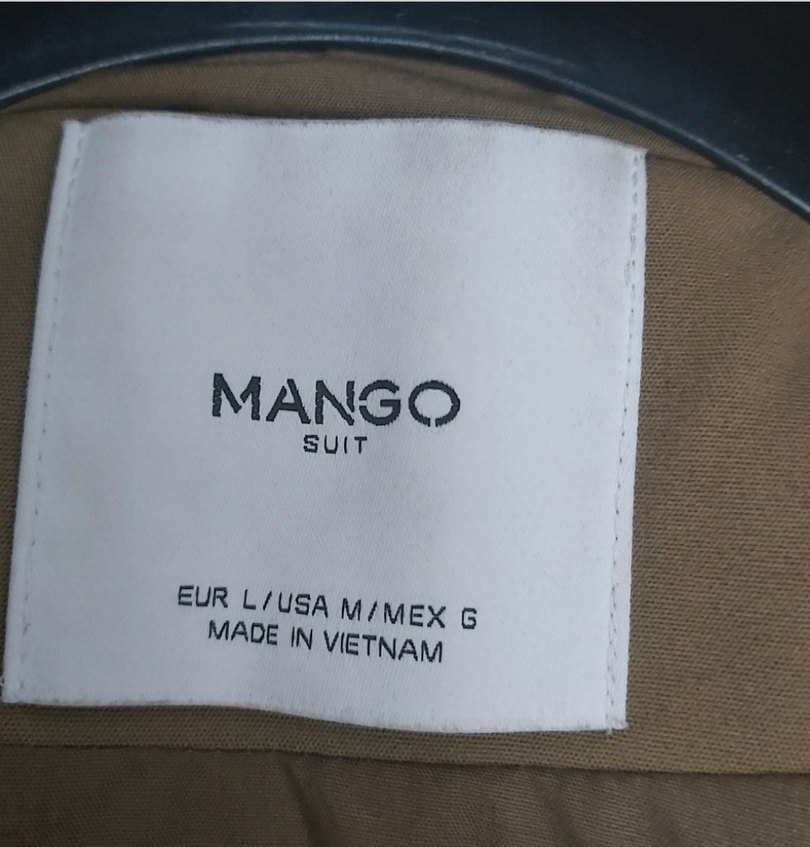 MANGO
SUIT
EUR L/USA M/MEX G
MADE IN VIETNAM